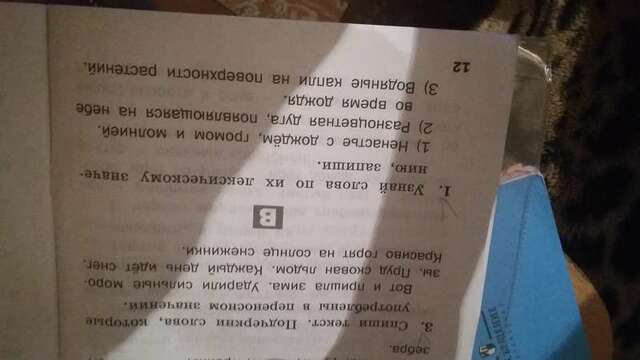 зебра.
3. Спиши текст. Подчеркни слова, которые
употреблены в переносном значений.
Вот и пришла зима. Ударили сильные моро-
зы. Пруд скован льдом. Каждый день идёт снег.
Красиво горят на солнце снежинки.
В
1. Узнай слова по их лексическому значе-
нию, запиши.
1) Ненастье с дождём, громом и молнией.
2) Разноцветная дуга, появляющаяся на небе
во время дождя.
3) Водяные капли на поверхности растений.
12